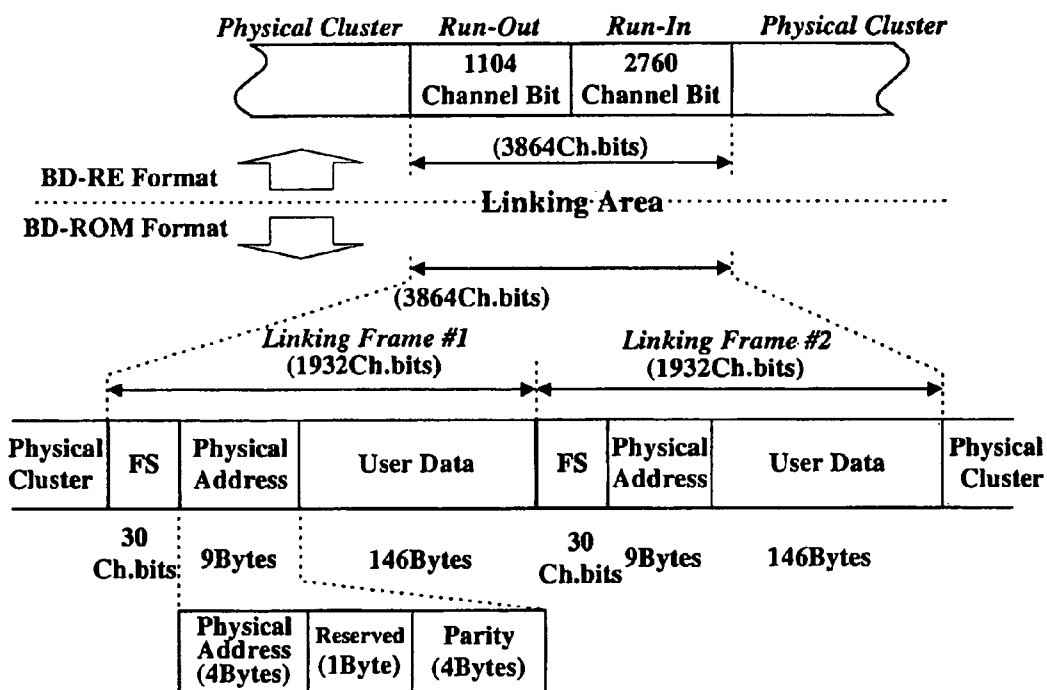 Physical Cluster Run-Out Run-In Physical Cluster
1104 2760
Channel Bit Channel Bit
(3864Ch.bits)
BD-RE Format
Linking Area
BD-ROM Format
(3864Ch.bits)
Linking Frame #1 Linking Frame #2
(1932Ch.bits) (1932Ch.bits)
Physical Cluster FS Physical Address User Data FS Physical Address User Data Physical Cluster
30 Ch.bits 9Bytes 146Bytes 30 Ch.bits 9Bytes 146Bytes
Physical Address (4Bytes) Reserved (1Byte) Parity (4Bytes)